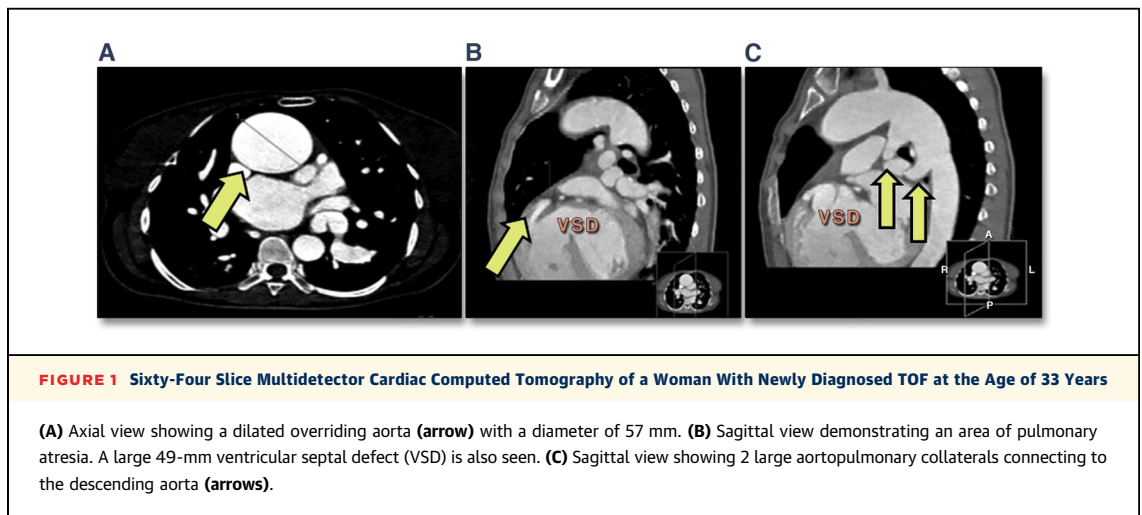 A B C
VSD
VSD
A
R L
P
FIGURE 1 Sixty-Four Slice Multidetector Cardiac Computed Tomography of a Woman With Newly Diagnosed TOF at the Age of 33 Years
(A) Axial view showing a dilated overriding aorta (arrow) with a diameter of 57 mm. (B) Sagittal view demonstrating an area of pulmonary
atresia. A large 49-mm ventricular septal defect (VSD) is also seen. (C) Sagittal view showing 2 large aortopulmonary collaterals connecting to
the descending aorta (arrows).